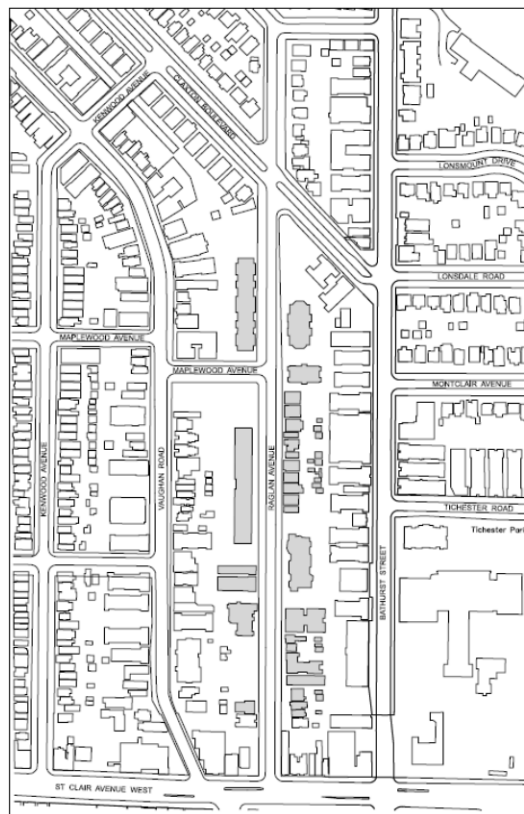 KENWOOD AVENUE
CLAXTON BOULEVARD
LONSMOUNT DRIVE
LONSDALE ROAD
MAPLEWOOD AVENUE
MAPLEWOOD AVENUE
MONTCLAIR AVENUE
KENWOOD AVENUE
VAUGHAN ROAD
RAGLAN AVENUE
TICHESTER ROAD
Tichester Park
BATHURST STREET
ST CLAIR AVENUE WEST